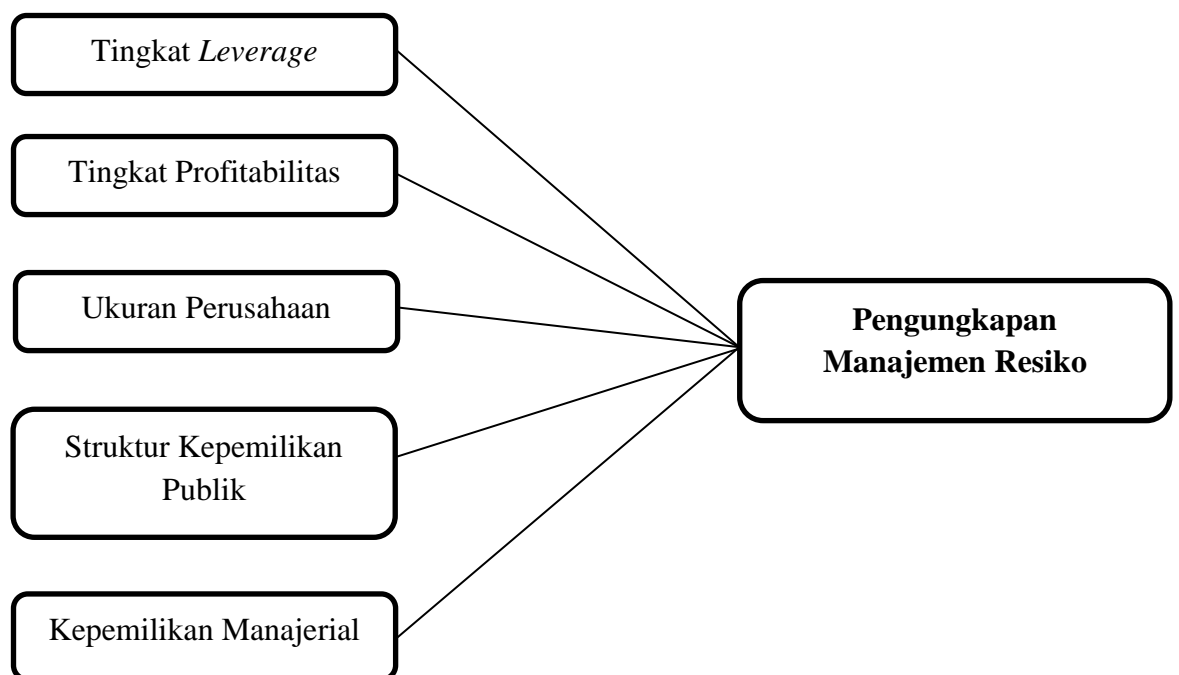 Tingkat Leverage
Tingkat Profitabilitas
Ukuran Perusahaan
Struktur Kepemilikan
Publik
Kepemilikan Manajerial
Pengungkapan
Manajemen Resiko